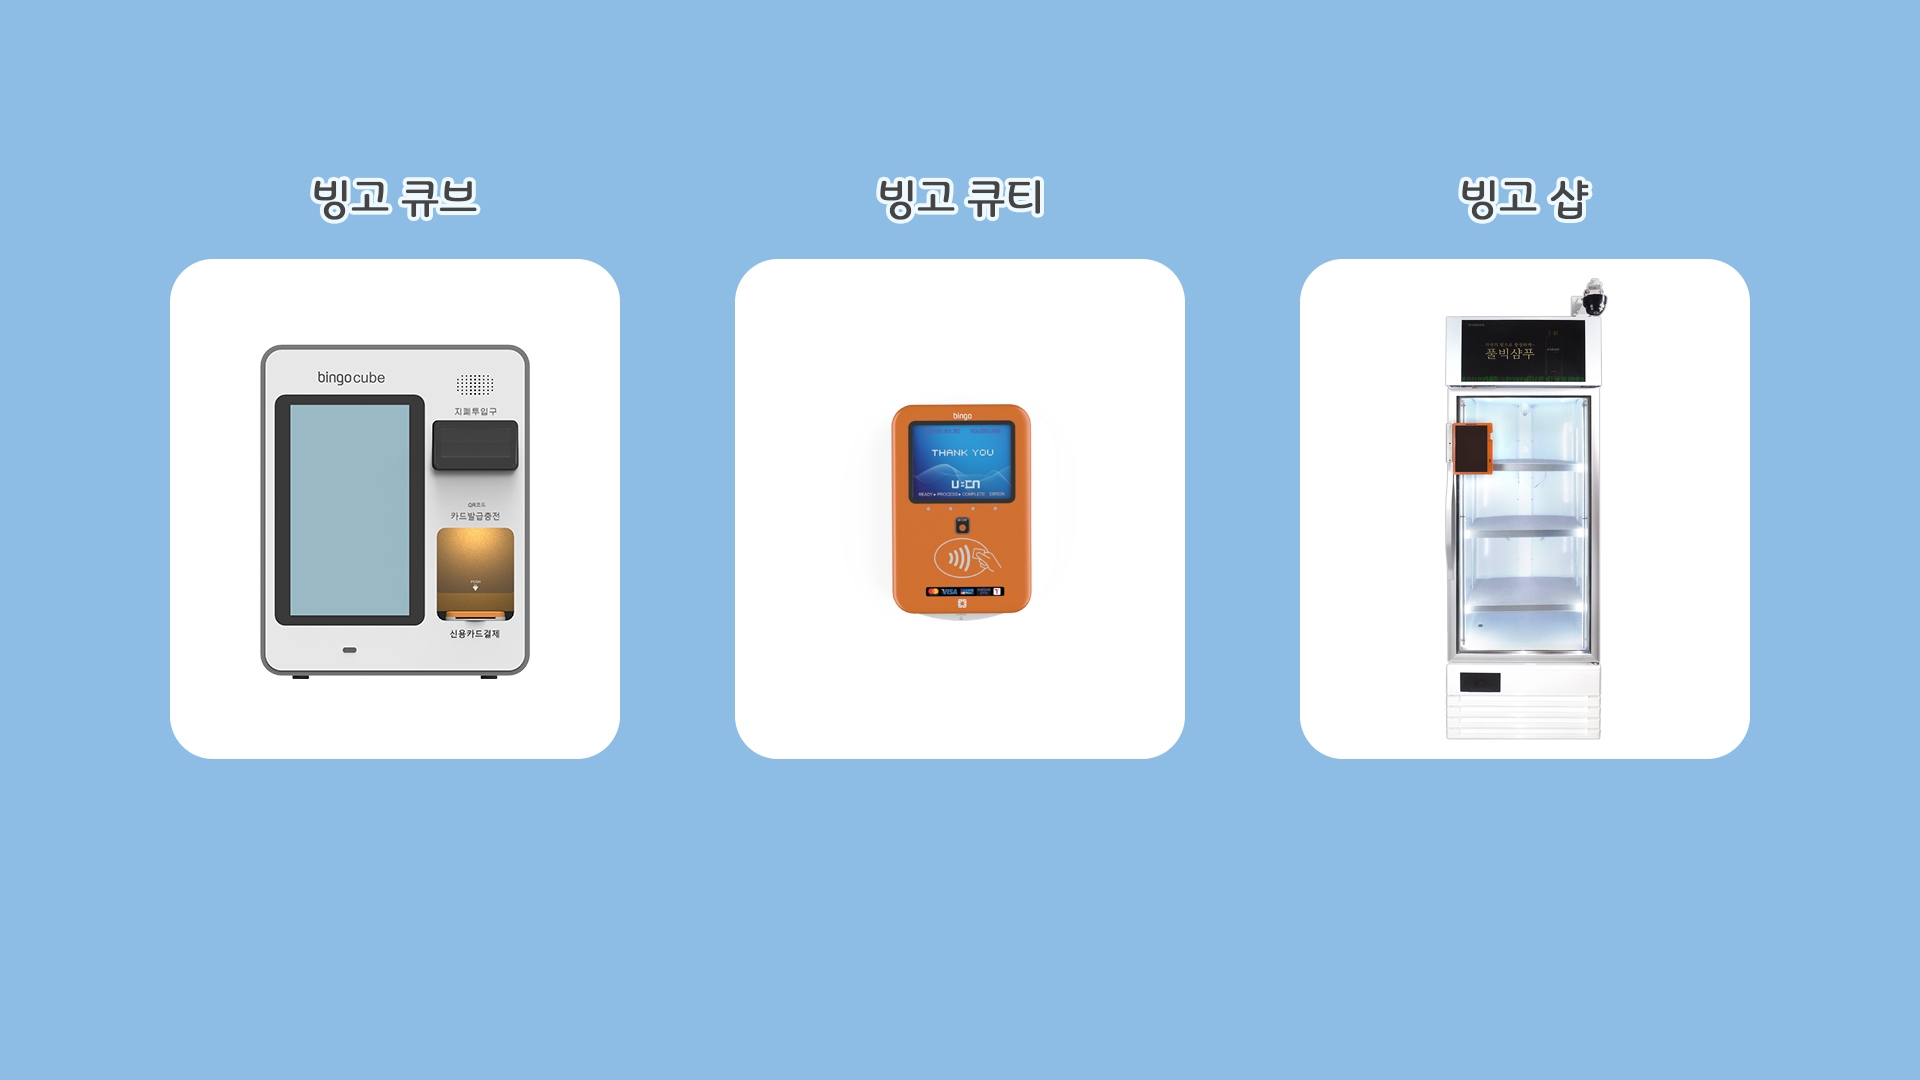 빙고 큐브
빙고 큐티
빙고 샵
bingo cube
지폐투입구
QR코드
카드발급충전
PUSH
신용카드결제
bingo
THANK YOU
U:CN
READY ▸ PROCESS ▸ COMPLETE ERROR
VISA
풀빅샴푸